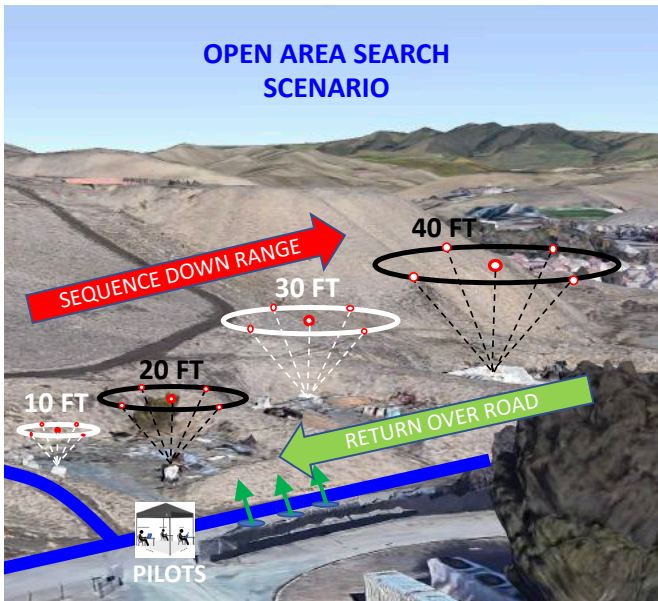 OPEN AREA SEARCH
SCENARIO
40 FT
SEQUENCE DOWN RANGE
30 FT
20 FT
10 FT
RETURN OVER ROAD
PILOTS